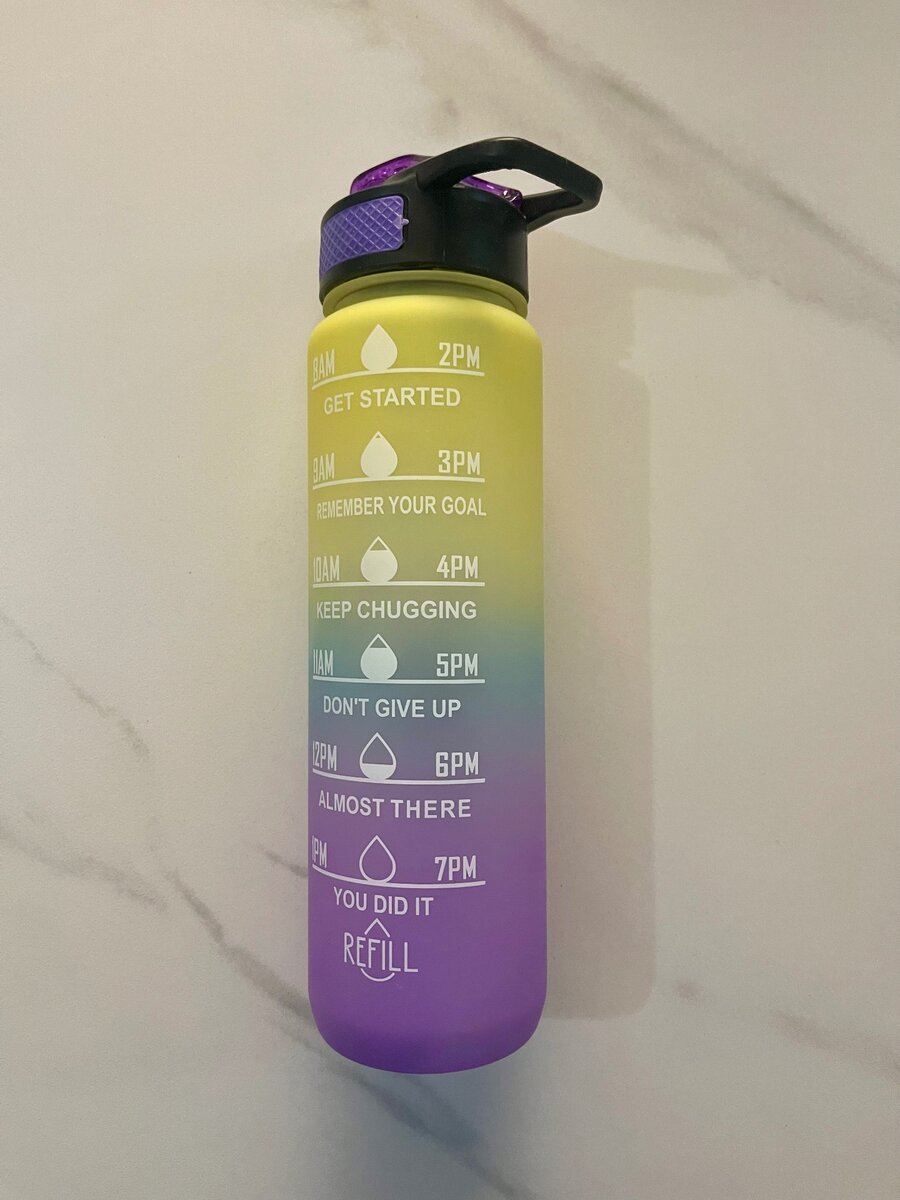 8AM 2PM
GET STARTED
9AM 3PM
REMEMBER YOUR GOAL
10AM 4PM
KEEP CHUGGING
11AM 5PM
DON'T GIVE UP
12PM 6PM
ALMOST THERE
1PM 7PM
YOU DID IT
REFILL